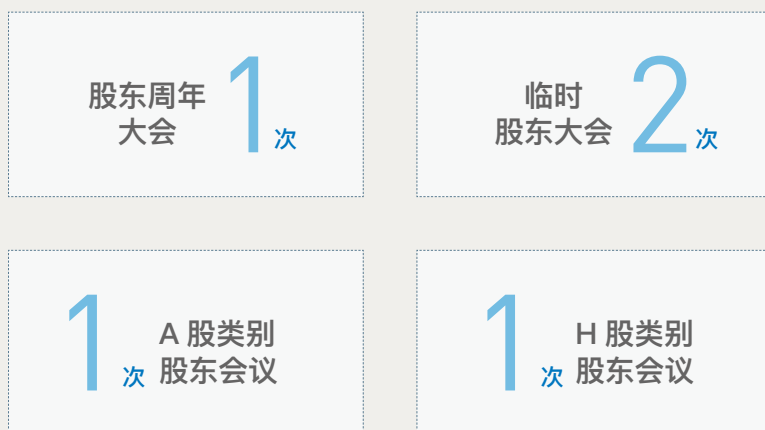 股东周年
大会
1次
临时
股东大会
2次
1次
A 股类别
股东会议
1次
H 股类别
股东会议